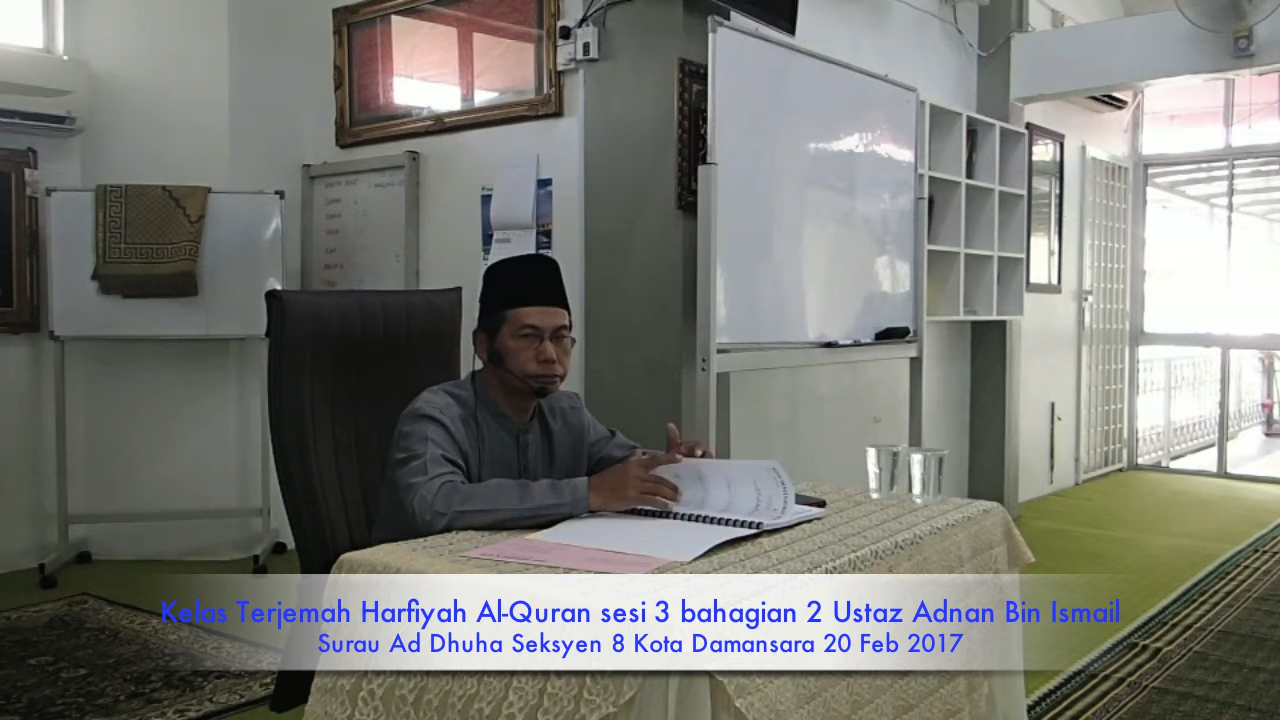 Kelas Terjemah Harfiyah Al-Quran sesi 3 bahagian 2 Ustaz Adnan Bin Ismail
Surau Ad Dhuha Seksyen 8 Kota Damansara 20 Feb 2017